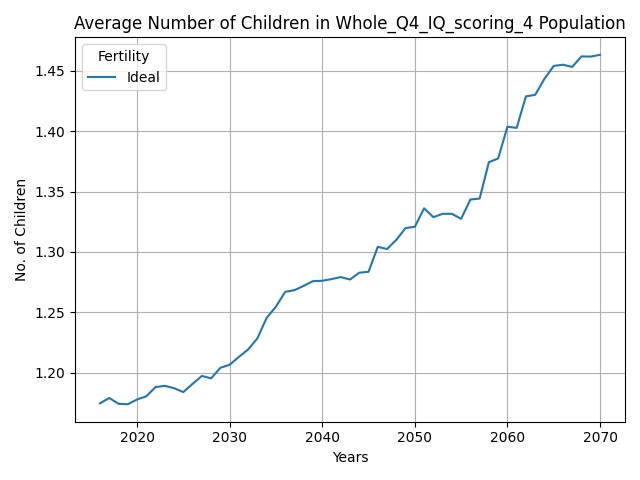 Average Number of Children in Whole_Q4_IQ_scoring_4 Population
Fertility
Ideal
No. of Children
1.45
1.40
1.35
1.30
1.25
1.20
2020 2030 2040 2050 2060 2070
Years